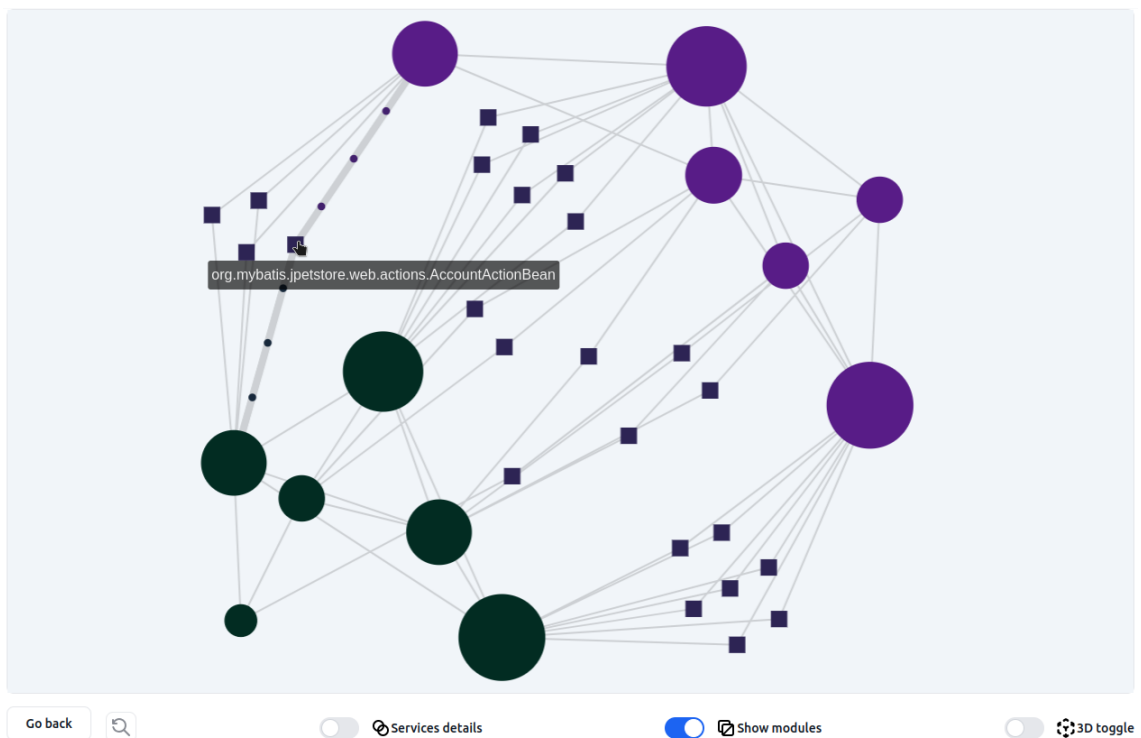 org.mybatis.jpetstore.web.actions.AccountActionBean
Go back
Services details
Show modules
3D toggle